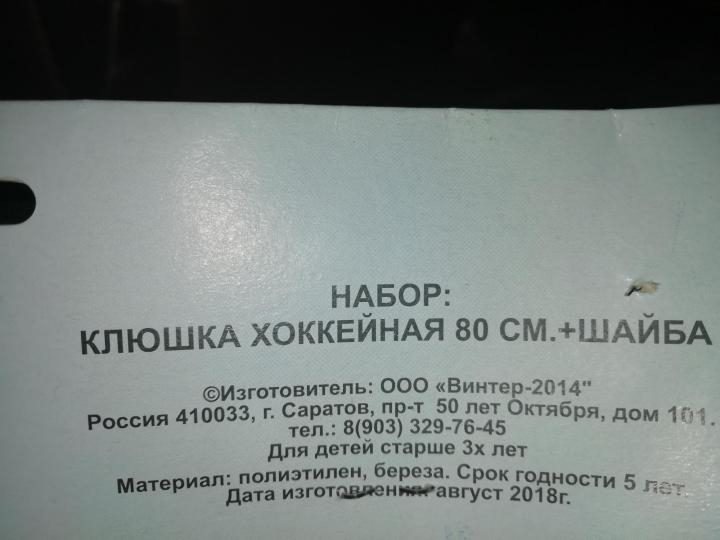 НАБОР:
КЛЮШКА ХОККЕЙНАЯ 80 СМ.+ШАЙБА
©Изготовитель: ООО «Винтер-2014"
Россия 410033, г. Саратов, пр-т 50 лет Октября, дом 101.
тел.: 8(903) 329-76-45
Для детей старше 3х лет
Материал: полиэтилен, береза. Срок годности 5 лет.
Дата изготовления август 2018г.